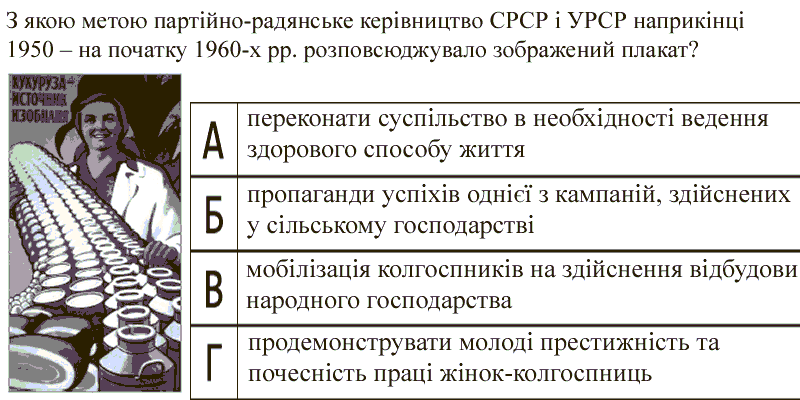 З якою метою партійно-радянське керівництво СРСР і УРСР наприкінці
1950 – на початку 1960-х рр. розповсюджувало зображений плакат?
КУКУРУЗА –
ИСТОЧНИК
ИЗОБИЛИЯ
А
переконати суспільство в необхідності ведення
здорового способу життя
Б
пропаганди успіхів однієї з кампаній, здійснених
у сільському господарстві
В
мобілізація колгоспників на здійснення відбудови
народного господарства
Г
продемонструвати молоді престижність та
почесність праці жінок-колгоспниць